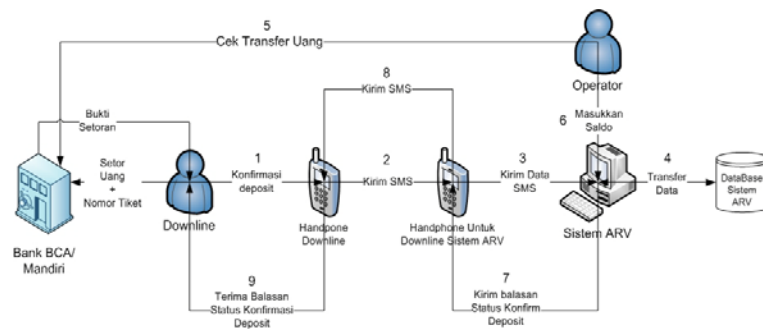 5
Cek Transfer Uang
Operator
8
Kirim SMS
Bukti
Setoran
6
Masukkan
Saldo
Setor
Uang
+
Nomor Tiket
1
Konfirmasi
deposit
2
Kirim SMS
3
Kirim Data
SMS
4
Transfer
Data
DataBase
Sistem
ARV
Bank BCA/
Mandiri
Downline
Handpone
Downline
Handphone Untuk
Downline Sistem ARV
Sistem ARV
9
Terima Balasan
Status Konfirmasi
Deposit
7
Kirim balasan
Status Konfirm
Deposit